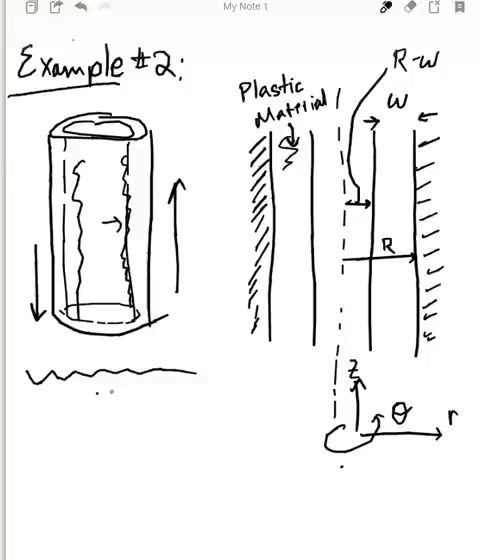 My Note 1
Example #2:
Plastic
Material
R-w
w
R
z
θ
r